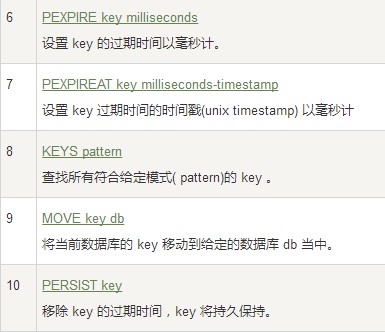 6
PEXPIRE key milliseconds
设置 key 的过期时间以毫秒计。
7
PEXPIREAT key milliseconds-timestamp
设置 key 过期时间的时间戳(unix timestamp) 以毫秒计
8
KEYS pattern
查找所有符合给定模式( pattern)的 key 。
9
MOVE key db
将当前数据库的 key 移动到给定的数据库 db 当中。
10
PERSIST key
移除 key 的过期时间，key 将持久保持。